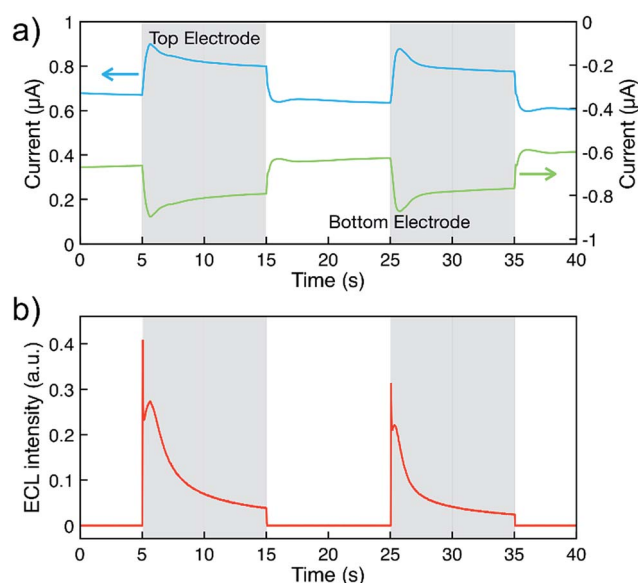 a)
1
0.8
0.6
0.4
0.2
0
Current (μA)
Top Electrode
Bottom Electrode
0
-0.2
-0.4
-0.6
-0.8
-1
Current (μA)
0 5 10 15 20 25 30 35 40
Time (s)
b)
0.4
0.3
0.2
0.1
0
ECL intensity (a.u.)
0 5 10 15 20 25 30 35 40
Time (s)